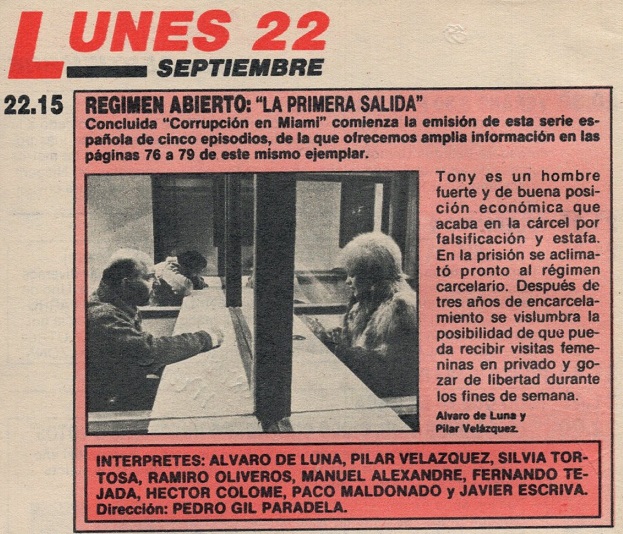 LUNES 22
SEPTIEMBRE
22.15
REGIMEN ABIERTO: “LA PRIMERA SALIDA”
Concluida “Corrupción en Miami” comienza la emisión de esta serie es-
pañola de cinco episodios, de la que ofrecemos amplia información en las
páginas 76 a 79 de este mismo ejemplar.
Tony es un hombre
fuerte y de buena posi-
ción económica que
acaba en la cárcel por
falsificación y estafa.
En la prisión se aclima-
tó pronto al régimen
carcelario. Después de
tres años de encarcela-
miento se vislumbra la
posibilidad de que pue-
da recibir visitas feme-
ninas en privado y go-
zar de libertad durante
los fines de semana.
Alvaro de Luna y
Pilar Velázquez.
INTERPRETES: ALVARO DE LUNA, PILAR VELAZQUEZ, SILVIA TOR-
TOSA, RAMIRO OLIVEROS, MANUEL ALEXANDRE, FERNANDO TE-
JADA, HECTOR COLOME, PACO MALDONADO y JAVIER ESCRIVA.
Dirección: PEDRO GIL PARADELA.